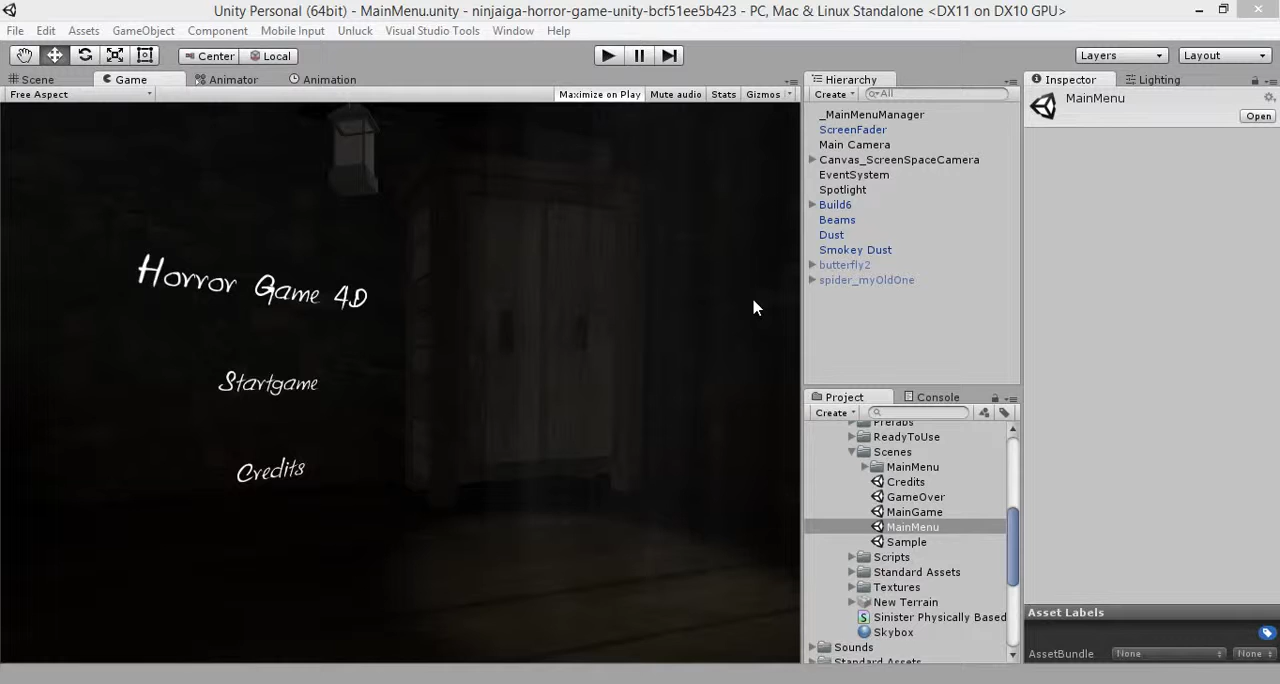 Unity Personal (64bit) - MainMenu.unity - ninjaiga-horror-game-unity-bcf51ee5b423 - PC, Mac & Linux Standalone <DX11 on DX10 GPU>
File Edit Assets GameObject Component Mobile Input Unluck Visual Studio Tools Window Help
Center Local Layers Layout
Scene Game Animator Animation Hierarchy Inspector Lighting
Free Aspect Maximize on Play Mute audio Stats Gizmos Create All MainMenu
Open
_MainMenuManager
ScreenFader
Main Camera
Canvas_ScreenSpaceCamera
EventSystem
Spotlight
Build6
Beams
Dust
Smokey Dust
butterfly2
spider_myOldOne
Horror Game 4D
Startgame
Credits
Project Console
Create
Prefabs
ReadyToUse
Scenes
MainMenu
Credits
GameOver
MainGame
MainMenu
Sample
Scripts
Standard Assets
Textures
New Terrain
Sinister Physically Based
Skybox
Sounds
Standard Assets
Asset Labels
AssetBundle None None